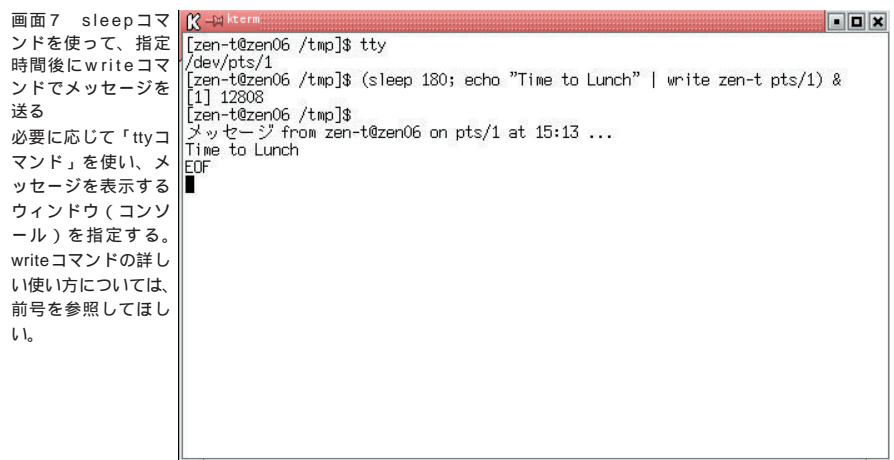 画面7　sleepコマ
ンドを使って、指定
時間後にwriteコマ
ンドでメッセージを
送る
必要に応じて「ttyコ
マンド」を使い、メ
ッセージを表示する
ウィンドウ（コンソ
ール）を指定する。
writeコマンドの詳し
い使い方については、
前号を参照してほし
い。
kterm
[zen-t@zen06 /tmp]$ tty
/dev/pts/1
[zen-t@zen06 /tmp]$ (sleep 180; echo "Time to Lunch" | write zen-t pts/1) &
[1] 12808
[zen-t@zen06 /tmp]$
メッセージ from zen-t@zen06 on pts/1 at 15:13 ...
Time to Lunch
EOF